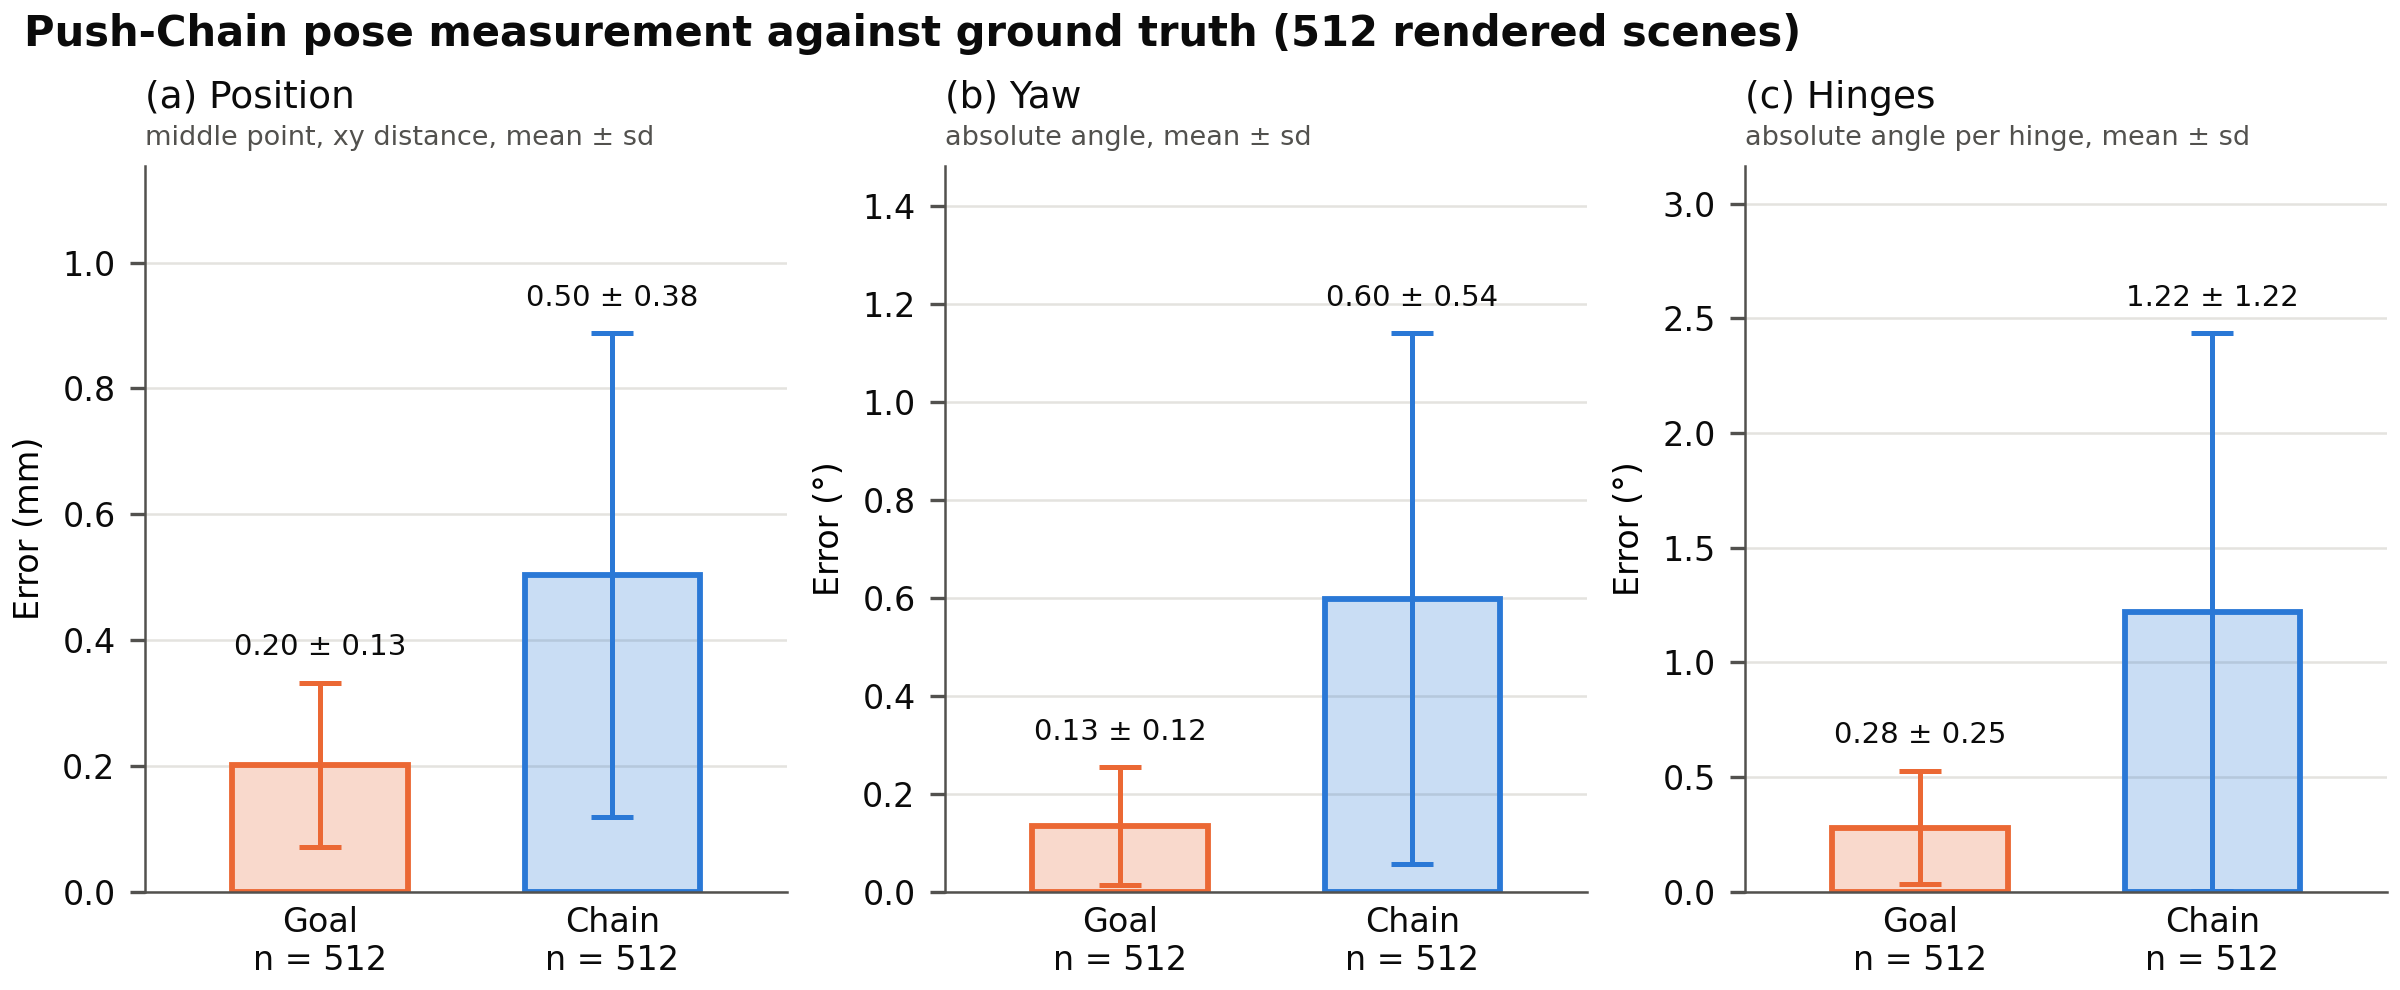 Push-Chain pose measurement against ground truth (512 rendered scenes)
(a) Position
middle point, xy distance, mean ± sd
Error (mm)
1.0
0.8
0.6
0.4
0.2
0.0
0.20 ± 0.13
0.50 ± 0.38
Goal
n = 512
Chain
n = 512
(b) Yaw
absolute angle, mean ± sd
Error (°)
1.4
1.2
1.0
0.8
0.6
0.4
0.2
0.0
0.13 ± 0.12
0.60 ± 0.54
Goal
n = 512
Chain
n = 512
(c) Hinges
absolute angle per hinge, mean ± sd
Error (°)
3.0
2.5
2.0
1.5
1.0
0.5
0.0
0.28 ± 0.25
1.22 ± 1.22
Goal
n = 512
Chain
n = 512